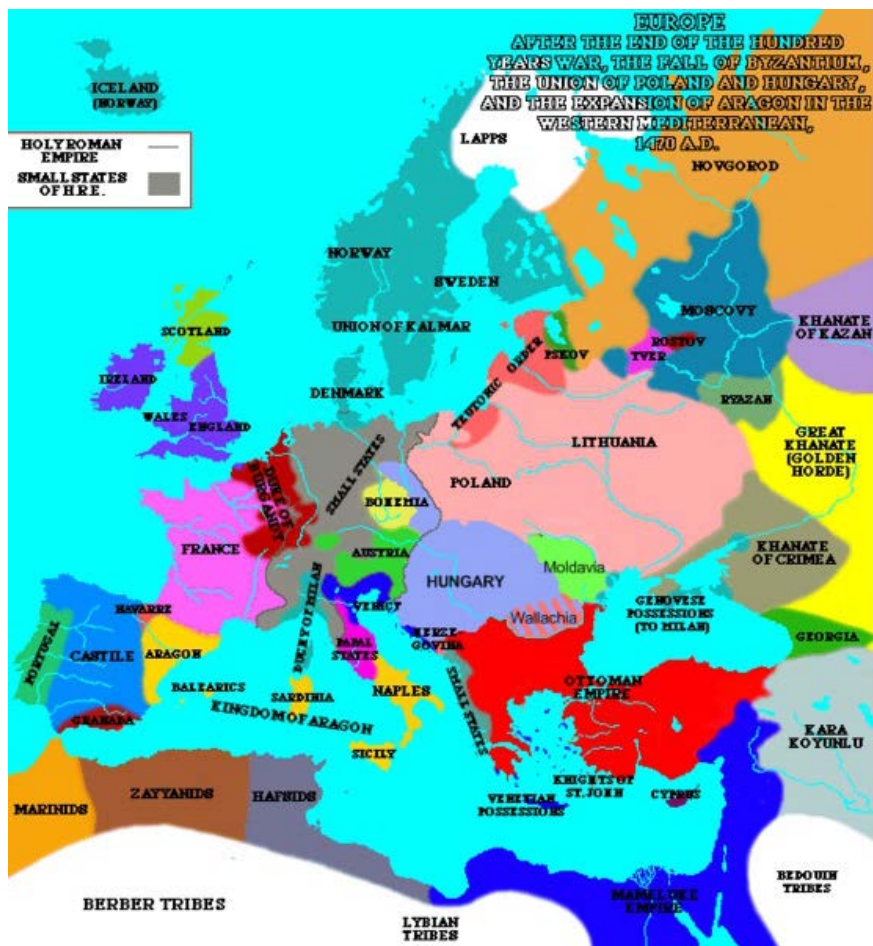 EUROPE
AFTER THE END OF THE HUNDRED
YEARS WAR, THE FALL OF BYZANTIUM,
THE UNION OF POLAND AND HUNGARY,
AND THE EXPANSION OF ARAGON IN THE
WESTERN MEDITERRANEAN,
1470 A.D.
ICELAND
(NORWAY)
HOLY ROMAN
EMPIRE
SMALL STATES
OF H.R.E.
LAPPS
NOVGOROD
NORWAY
SWEDEN
UNION OF KALMAR
MOSCOVY
KHANATE
OF KAZAN
SCOTLAND
ROSTOV
TVER
PSKOV
TEUTONIC ORDER
IRELAND
DENMARK
RYAZAN
WALES
ENGLAND
LITHUANIA
GREAT
KHANATE
(GOLDEN
HORDE)
SMALL STATES
DUKE OF
BURGANDY
POLAND
BOHEMIA
FRANCE
AUSTRIA
KHANATE
OF CRIMEA
HUNGARY
Moldavia
DUCHY OF MILAN
VENICE
Wallachia
GENOVESE
POSSESSIONS
(TO MILAN)
NAVARRE
PORTUGAL
CASTILE
ARAGON
PAPAL
STATES
HERZE-
GOVINA
GEORGIA
BALEARICS
SARDINIA
NAPLES
SMALL STATES
OTTOMAN
EMPIRE
GRANADA
KINGDOM OF ARAGON
KARA
KOYUNLU
SICILY
MARINIDS
ZAYYANIDS
HAFSIDS
VENETIAN
POSSESSIONS
KNIGHTS OF
ST. JOHN
CYPRUS
BERBER TRIBES
LYBIAN
TRIBES
MAMELUKE
EMPIRE
BEDOUIN
TRIBES